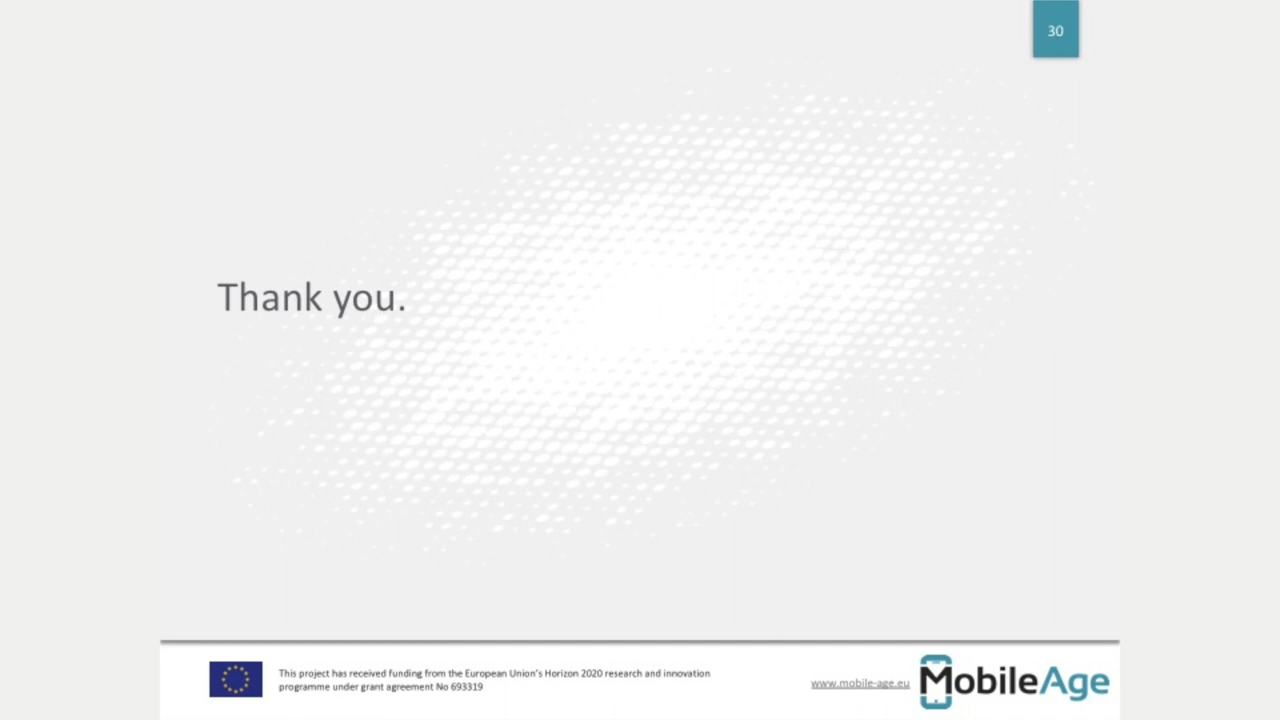 30
Thank you.
This project has received funding from the European Union's Horizon 2020 research and innovation
programme under grant agreement No 693319
www.mobile-age.eu
MobileAge